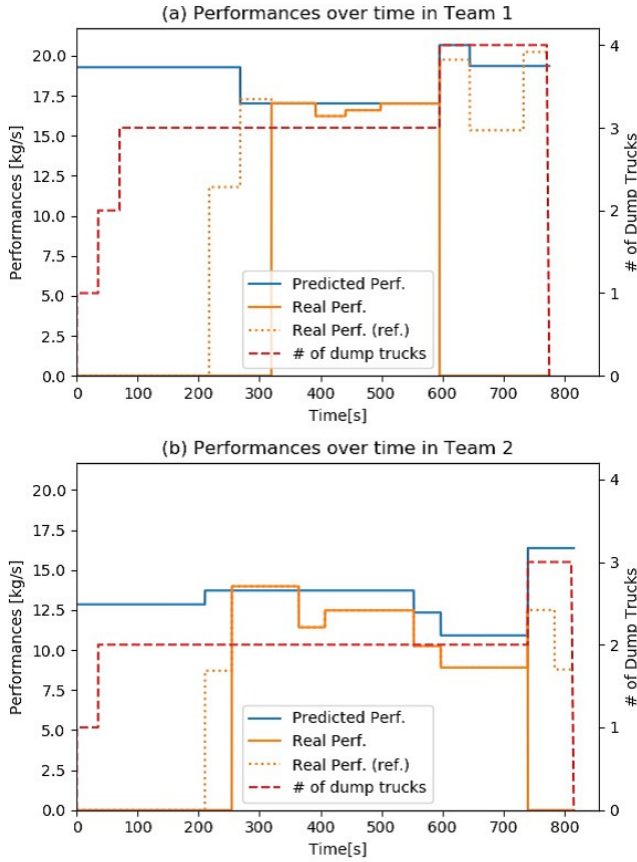 (a) Performances over time in Team 1
Performances [kg/s]
20.0
17.5
15.0
12.5
10.0
7.5
5.0
2.5
0.0
4
3
2
1
0
# of Dump Trucks
Predicted Perf.
Real Perf.
Real Perf. (ref.)
# of dump trucks
0 100 200 300 400 500 600 700 800
Time[s]
(b) Performances over time in Team 2
Performances [kg/s]
20.0
17.5
15.0
12.5
10.0
7.5
5.0
2.5
0.0
4
3
2
1
0
# of Dump Trucks
Predicted Perf.
Real Perf.
Real Perf. (ref.)
# of dump trucks
0 100 200 300 400 500 600 700 800
Time[s]